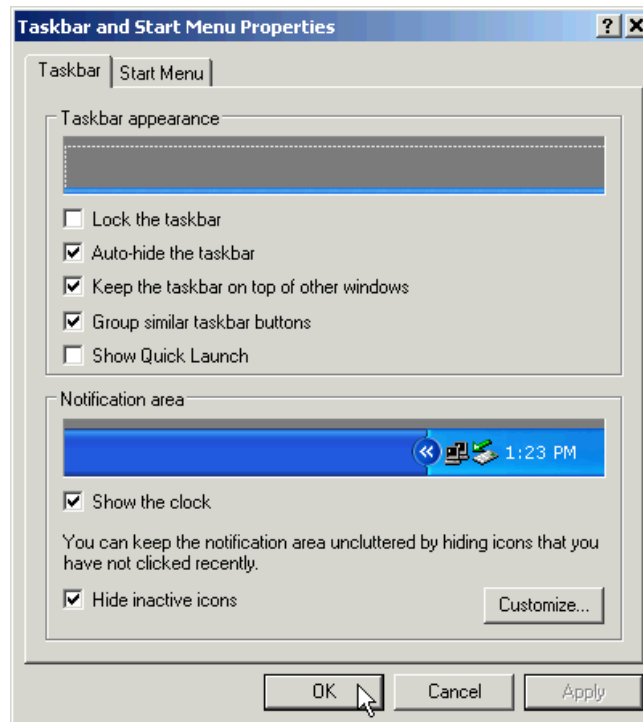 Taskbar and Start Menu Properties
Taskbar
Start Menu
Taskbar appearance
Lock the taskbar
Auto-hide the taskbar
Keep the taskbar on top of other windows
Group similar taskbar buttons
Show Quick Launch
Notification area
1:23 PM
Show the clock
You can keep the notification area uncluttered by hiding icons that you
have not clicked recently.
Hide inactive icons
Customize...
OK
Cancel
Apply